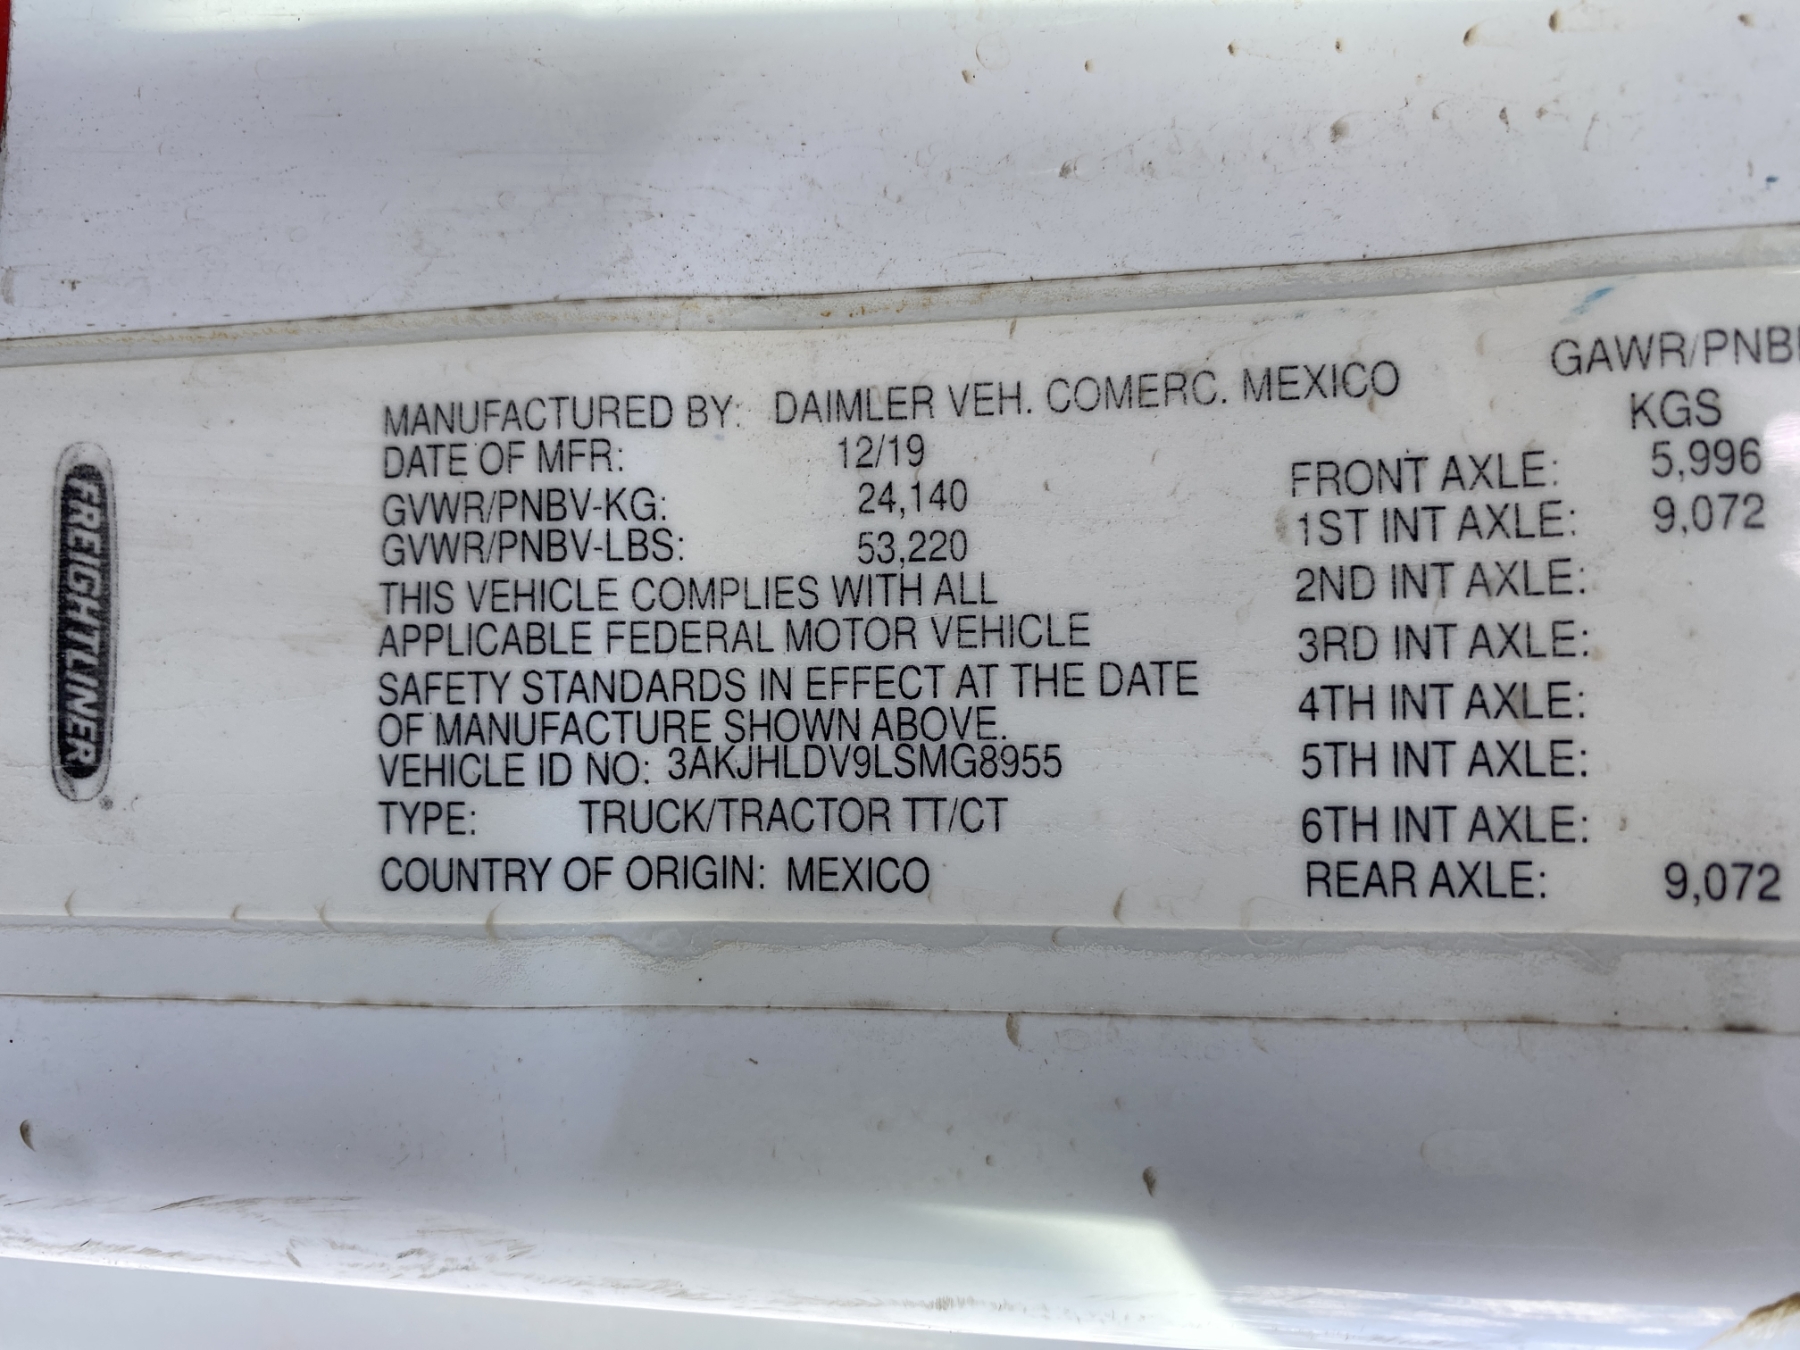 FREIGHTLINER
MANUFACTURED BY: DAIMLER VEH. COMERC. MEXICO
DATE OF MFR: 12/19
GVWR/PNBV-KG: 24,140
GVWR/PNBV-LBS: 53,220
THIS VEHICLE COMPLIES WITH ALL
APPLICABLE FEDERAL MOTOR VEHICLE
SAFETY STANDARDS IN EFFECT AT THE DATE
OF MANUFACTURE SHOWN ABOVE.
VEHICLE ID NO: 3AKJHLDV9LSMG8955
TYPE: TRUCK/TRACTOR TT/CT
COUNTRY OF ORIGIN: MEXICO
GAWR/PNB
KGS
FRONT AXLE: 5,996
1ST INT AXLE: 9,072
2ND INT AXLE:
3RD INT AXLE:
4TH INT AXLE:
5TH INT AXLE:
6TH INT AXLE:
REAR AXLE: 9,072